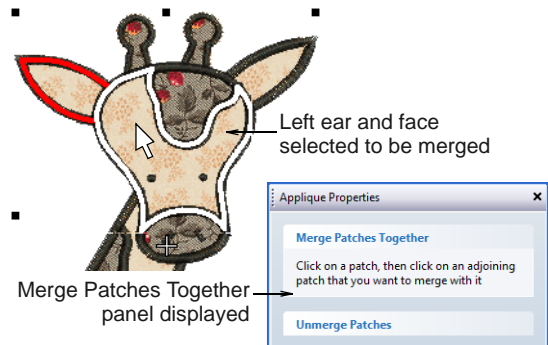 Left ear and face
selected to be merged
Applique Properties
Merge Patches Together
Click on a patch, then click on an adjoining
patch that you want to merge with it
Merge Patches Together
panel displayed
Unmerge Patches